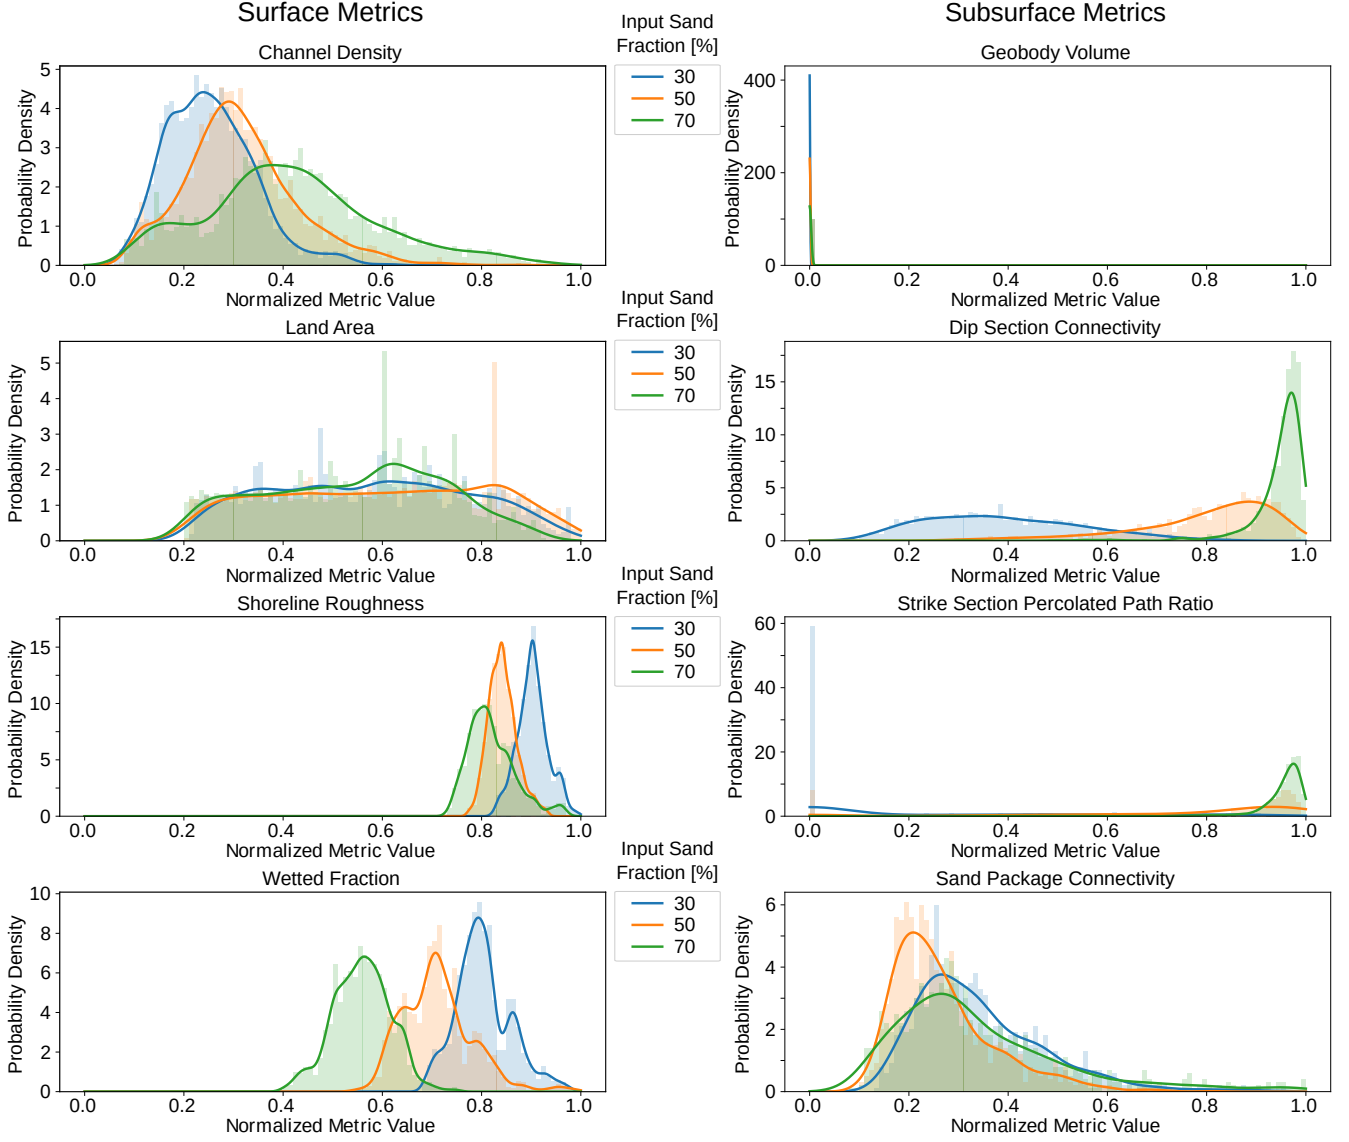 Surface Metrics
Subsurface Metrics
Input Sand
Fraction [%]
30
50
70
Channel Density
Probability Density
5
4
3
2
1
0
0.0 0.2 0.4 0.6 0.8 1.0
Normalized Metric Value
Geobody Volume
Probability Density
400
200
0
0.0 0.2 0.4 0.6 0.8 1.0
Normalized Metric Value
Input Sand
Fraction [%]
30
50
70
Land Area
Probability Density
5
4
3
2
1
0
0.0 0.2 0.4 0.6 0.8 1.0
Normalized Metric Value
Dip Section Connectivity
Probability Density
15
10
5
0
0.0 0.2 0.4 0.6 0.8 1.0
Normalized Metric Value
Input Sand
Fraction [%]
30
50
70
Shoreline Roughness
Probability Density
15
10
5
0
0.0 0.2 0.4 0.6 0.8 1.0
Normalized Metric Value
Strike Section Percolated Path Ratio
Probability Density
60
40
20
0
0.0 0.2 0.4 0.6 0.8 1.0
Normalized Metric Value
Input Sand
Fraction [%]
30
50
70
Wetted Fraction
Probability Density
10
8
6
4
2
0
0.0 0.2 0.4 0.6 0.8 1.0
Normalized Metric Value
Sand Package Connectivity
Probability Density
6
4
2
0
0.0 0.2 0.4 0.6 0.8 1.0
Normalized Metric Value